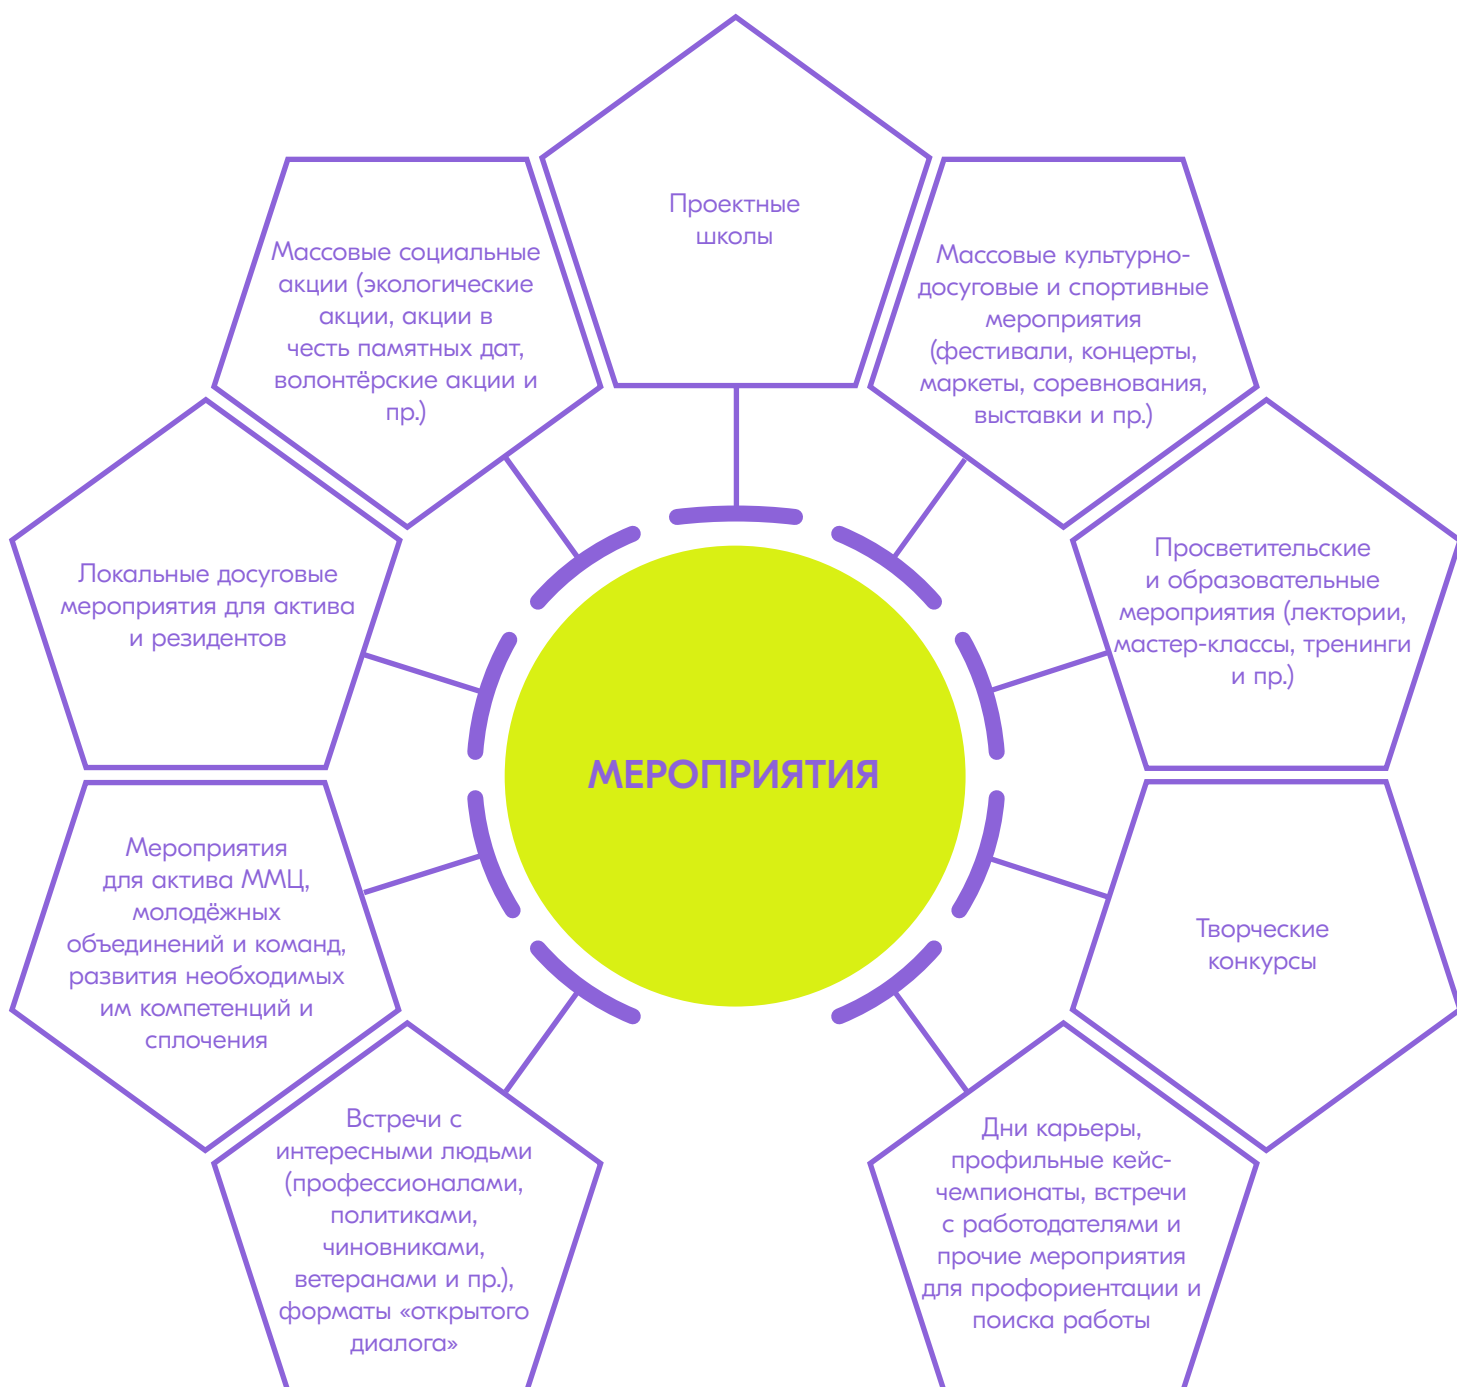 Проектные
школы
Массовые социальные
акции (экологические
акции, акции в
честь памятных дат,
волонтёрские акции и
пр.)
Массовые культурно-
досуговые и спортивные
мероприятия
(фестивали, концерты,
маркеты, соревнования,
выставки и пр.)
Локальные досуговые
мероприятия для актива
и резидентов
Просветительские
и образовательные
мероприятия (лектории,
мастер-классы, тренинги
и пр.)
МЕРОПРИЯТИЯ
Мероприятия
для актива ММЦ,
молодёжных
объединений и команд,
развития необходимых
им компетенций и
сплочения
Творческие
конкурсы
Встречи с
интересными людьми
(профессионалами,
политиками,
чиновниками,
ветеранами и пр.),
форматы «открытого
диалога»
Дни карьеры,
профильные кейс-
чемпионаты, встречи
с работодателями и
прочие мероприятия
для профориентации и
поиска работы